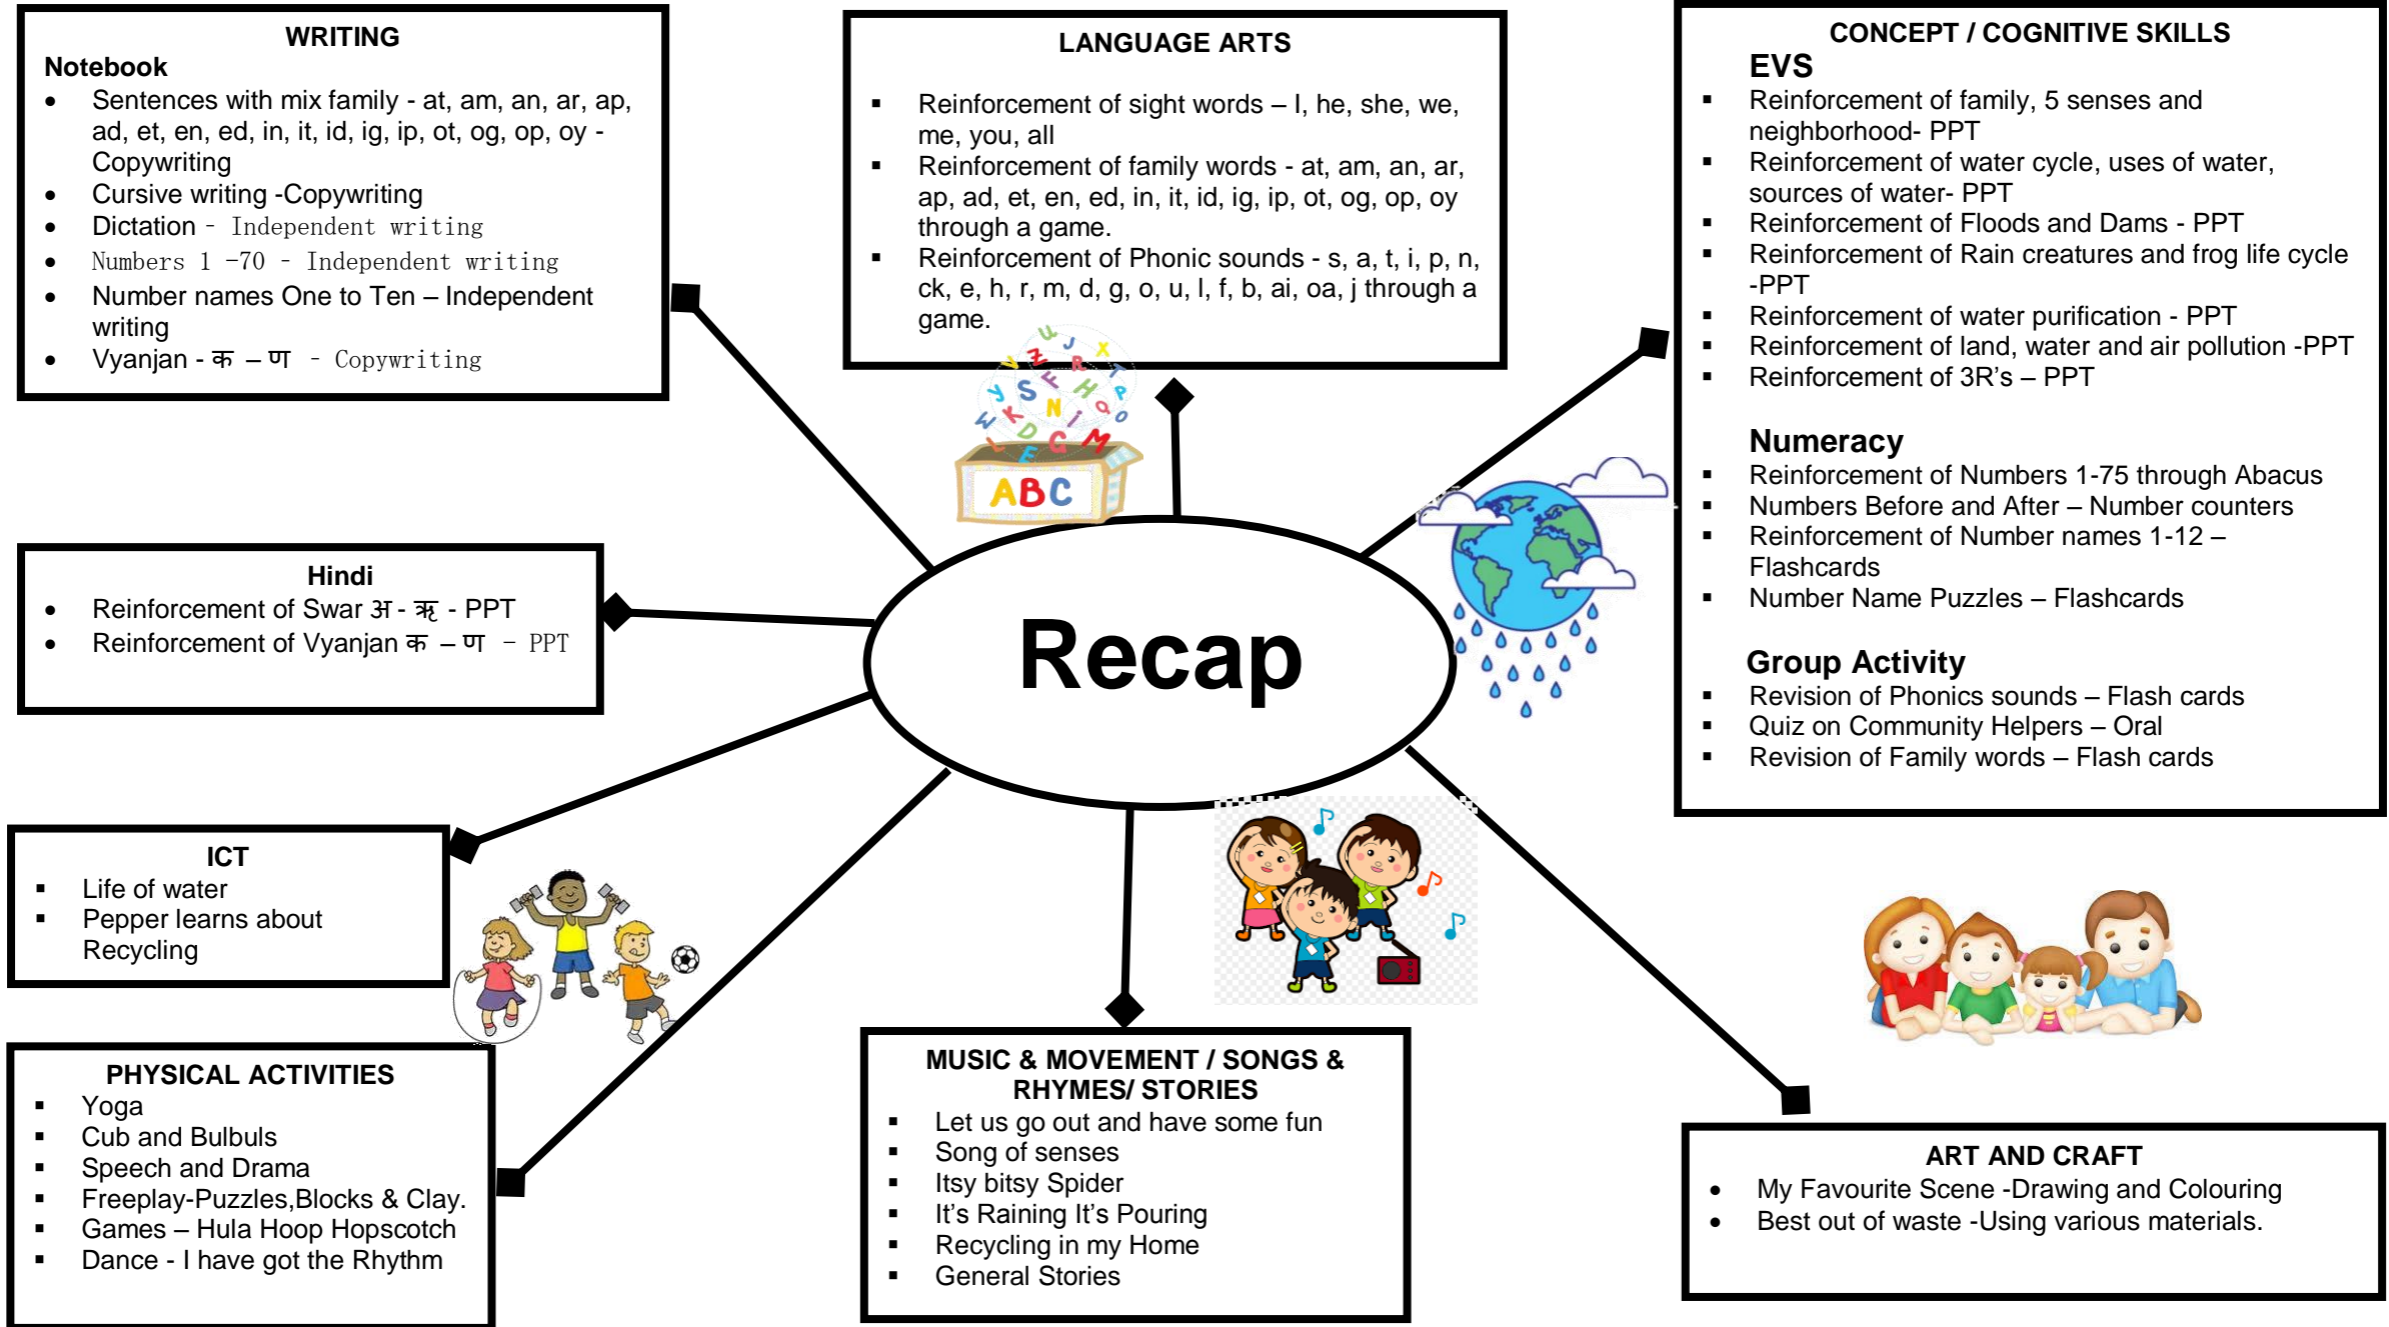 WRITING
Notebook
• Sentences with mix family - at, am, an, ar, ap,
ad, et, en, ed, in, it, id, ig, ip, ot, og, op, oy -
Copywriting
• Cursive writing -Copywriting
• Dictation - Independent writing
• Numbers 1 -70 - Independent writing
• Number names One to Ten – Independent
writing
• Vyanjan - क – ण - Copywriting
LANGUAGE ARTS
▪ Reinforcement of sight words – I, he, she, we,
me, you, all
▪ Reinforcement of family words - at, am, an, ar,
ap, ad, et, en, ed, in, it, id, ig, ip, ot, og, op, oy
through a game.
▪ Reinforcement of Phonic sounds - s, a, t, i, p, n,
ck, e, h, r, m, d, g, o, u, l, f, b, ai, oa, j through a
game.
ABC
CONCEPT / COGNITIVE SKILLS
EVS
▪ Reinforcement of family, 5 senses and
neighborhood- PPT
▪ Reinforcement of water cycle, uses of water,
sources of water- PPT
▪ Reinforcement of Floods and Dams - PPT
▪ Reinforcement of Rain creatures and frog life cycle
-PPT
▪ Reinforcement of water purification - PPT
▪ Reinforcement of land, water and air pollution -PPT
▪ Reinforcement of 3R's – PPT
Numeracy
▪ Reinforcement of Numbers 1-75 through Abacus
▪ Numbers Before and After – Number counters
▪ Reinforcement of Number names 1-12 –
Flashcards
▪ Number Name Puzzles – Flashcards
Group Activity
▪ Revision of Phonics sounds – Flash cards
▪ Quiz on Community Helpers – Oral
▪ Revision of Family words – Flash cards
Hindi
• Reinforcement of Swar अ - ऋ - PPT
• Reinforcement of Vyanjan क – ण - PPT
Recap
ICT
▪ Life of water
▪ Pepper learns about
Recycling
PHYSICAL ACTIVITIES
▪ Yoga
▪ Cub and Bulbuls
▪ Speech and Drama
▪ Freeplay-Puzzles,Blocks & Clay.
▪ Games – Hula Hoop Hopscotch
▪ Dance - I have got the Rhythm
MUSIC & MOVEMENT / SONGS &
RHYMES/ STORIES
▪ Let us go out and have some fun
▪ Song of senses
▪ Itsy bitsy Spider
▪ It's Raining It's Pouring
▪ Recycling in my Home
▪ General Stories
ART AND CRAFT
• My Favourite Scene -Drawing and Colouring
• Best out of waste -Using various materials.